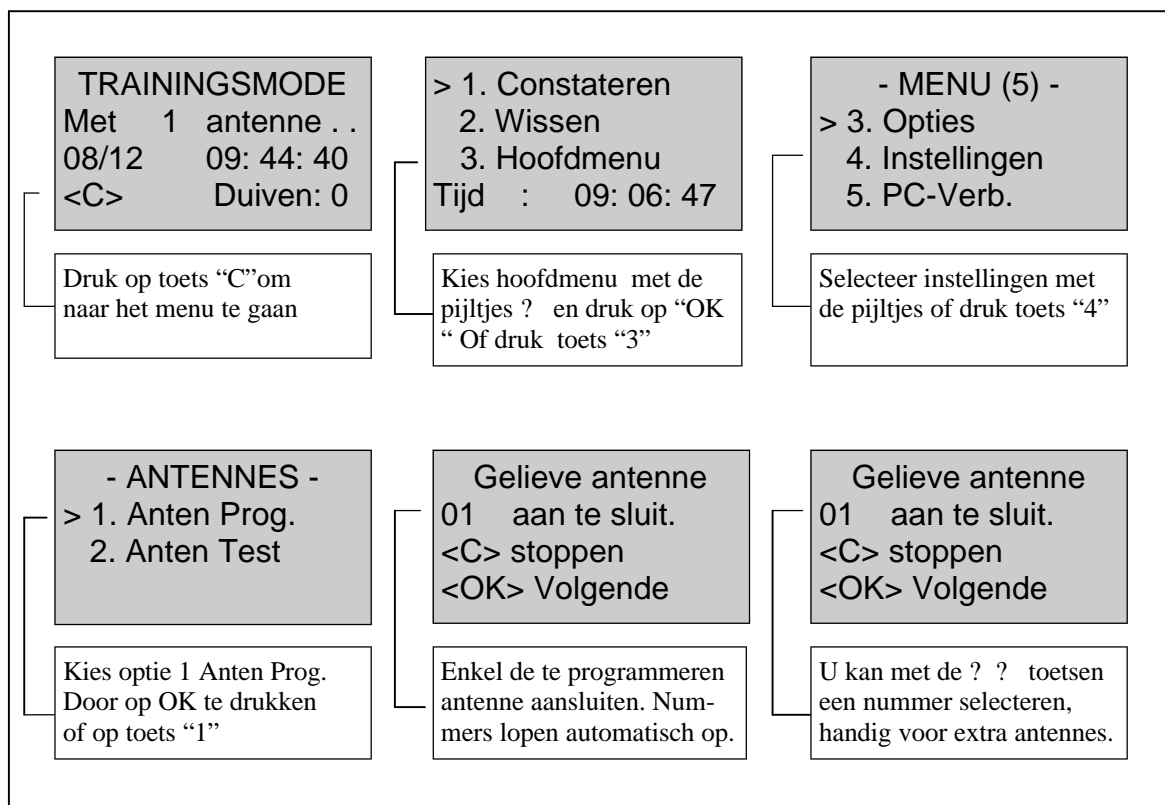 TRAININGSMODE
Met 1 antenne . .
08/12 09: 44: 40
<C> Duiven: 0
Druk op toets “C”om
naar het menu te gaan
> 1. Constateren
2. Wissen
3. Hoofdmenu
Tijd : 09: 06: 47
Kies hoofdmenu met de
pijltjes ? en druk op “OK
“ Of druk toets “3”
- MENU (5) -
> 3. Opties
4. Instellingen
5. PC-Verb.
Selecteer instellingen met
de pijltjes of druk toets “4”
- ANTENNES -
> 1. Anten Prog.
2. Anten Test
Kies optie 1 Anten Prog.
Door op OK te drukken
of op toets “1”
Gelieve antenne
01 aan te sluit.
<C> stoppen
<OK> Volgende
Enkel de te programmeren
antenne aansluiten. Num-
mers lopen automatisch op.
Gelieve antenne
01 aan te sluit.
<C> stoppen
<OK> Volgende
U kan met de ? ? toetsen
een nummer selecteren,
handig voor extra antennes.